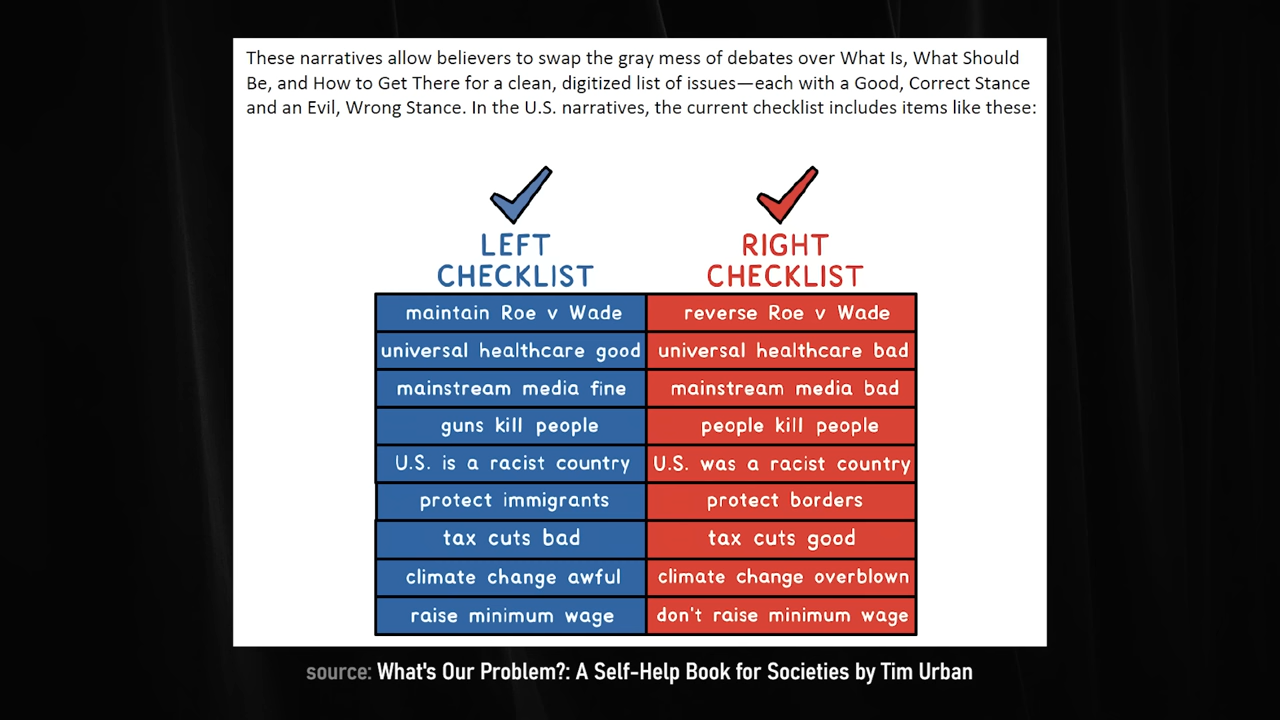 These narratives allow believers to swap the gray mess of debates over What Is, What Should
Be, and How to Get There for a clean, digitized list of issues—each with a Good, Correct Stance
and an Evil, Wrong Stance. In the U.S. narratives, the current checklist includes items like these:
LEFT CHECKLIST
RIGHT CHECKLIST
maintain Roe v Wade
reverse Roe v Wade
universal healthcare good
universal healthcare bad
mainstream media fine
mainstream media bad
guns kill people
people kill people
U.S. is a racist country
U.S. was a racist country
protect immigrants
protect borders
tax cuts bad
tax cuts good
climate change awful
climate change overblown
raise minimum wage
don't raise minimum wage
source: What's Our Problem?: A Self-Help Book for Societies by Tim Urban